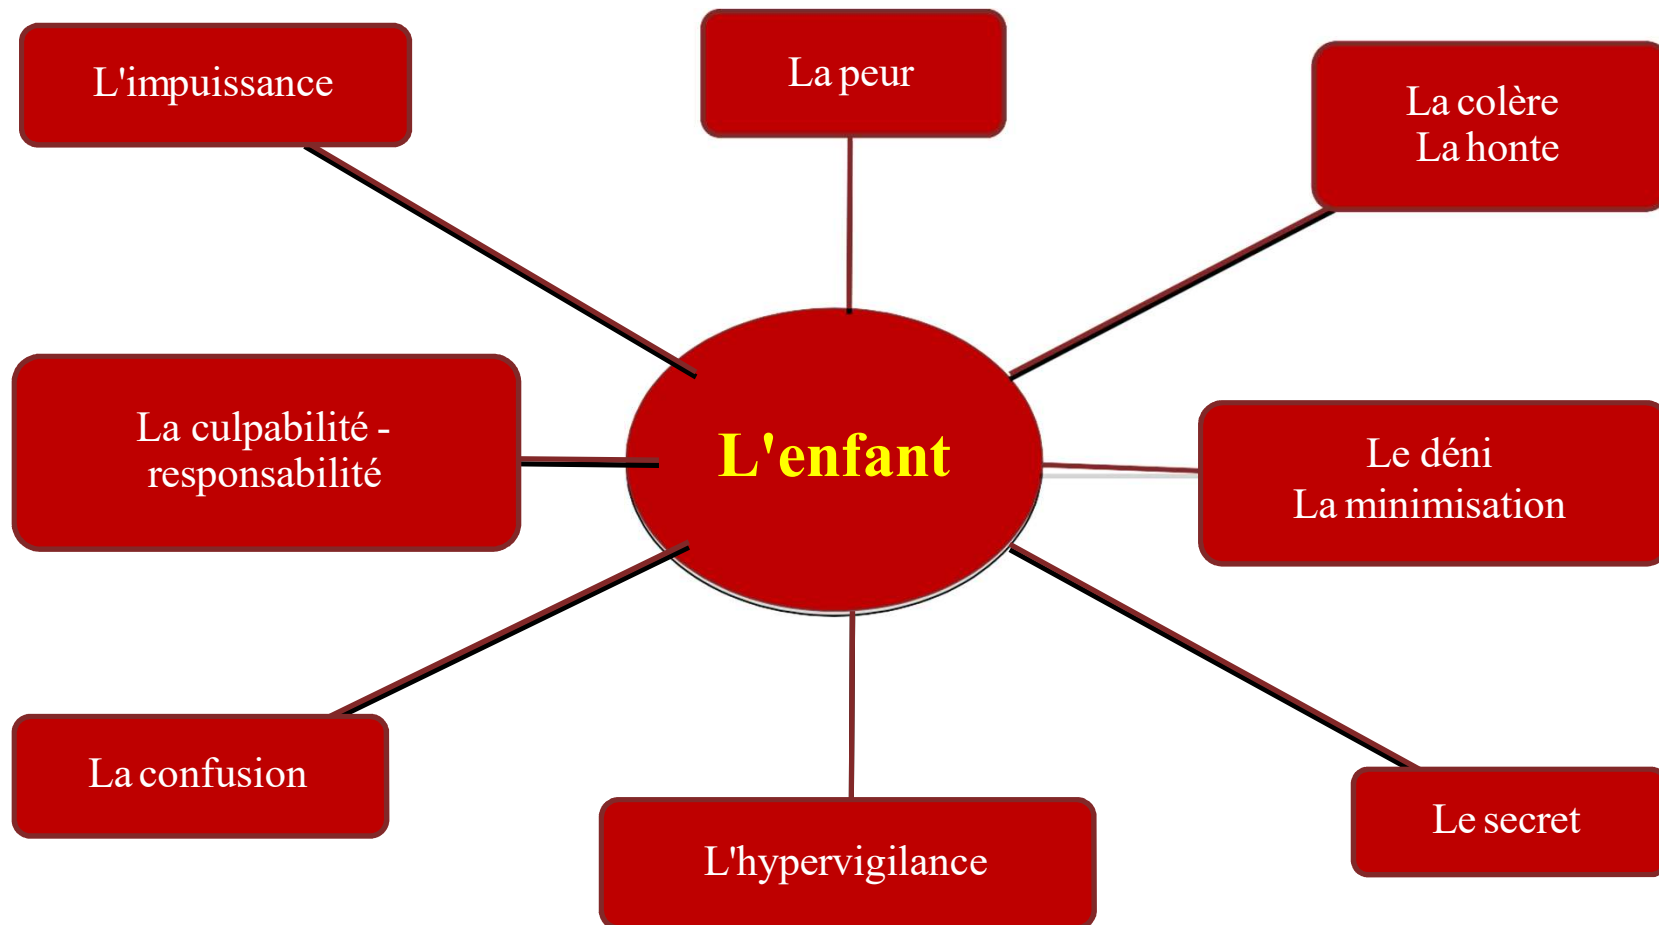 L'impuissance
La peur
La colère
La honte
La culpabilité -
responsabilité
L'enfant
Le déni
La minimisation
La confusion
L'hypervigilance
Le secret